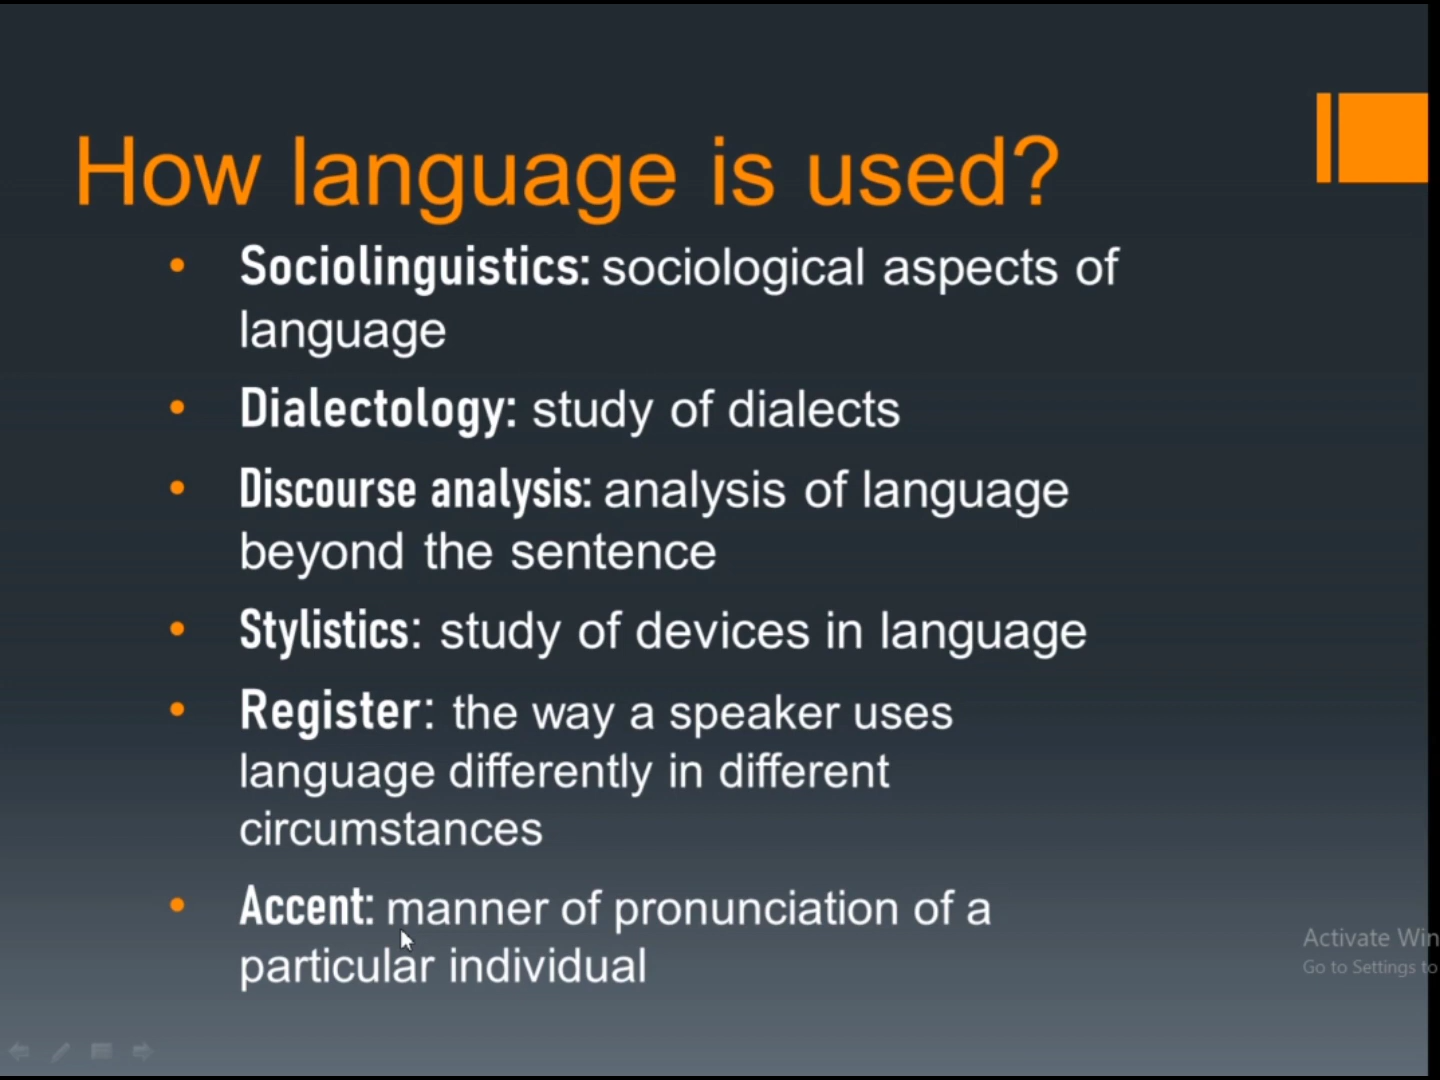 How language is used?
• Sociolinguistics: sociological aspects of
language
• Dialectology: study of dialects
• Discourse analysis: analysis of language
beyond the sentence
• Stylistics: study of devices in language
• Register: the way a speaker uses
language differently in different
circumstances
• Accent: manner of pronunciation of a
particular individual
Activate Win
Go to Settings to